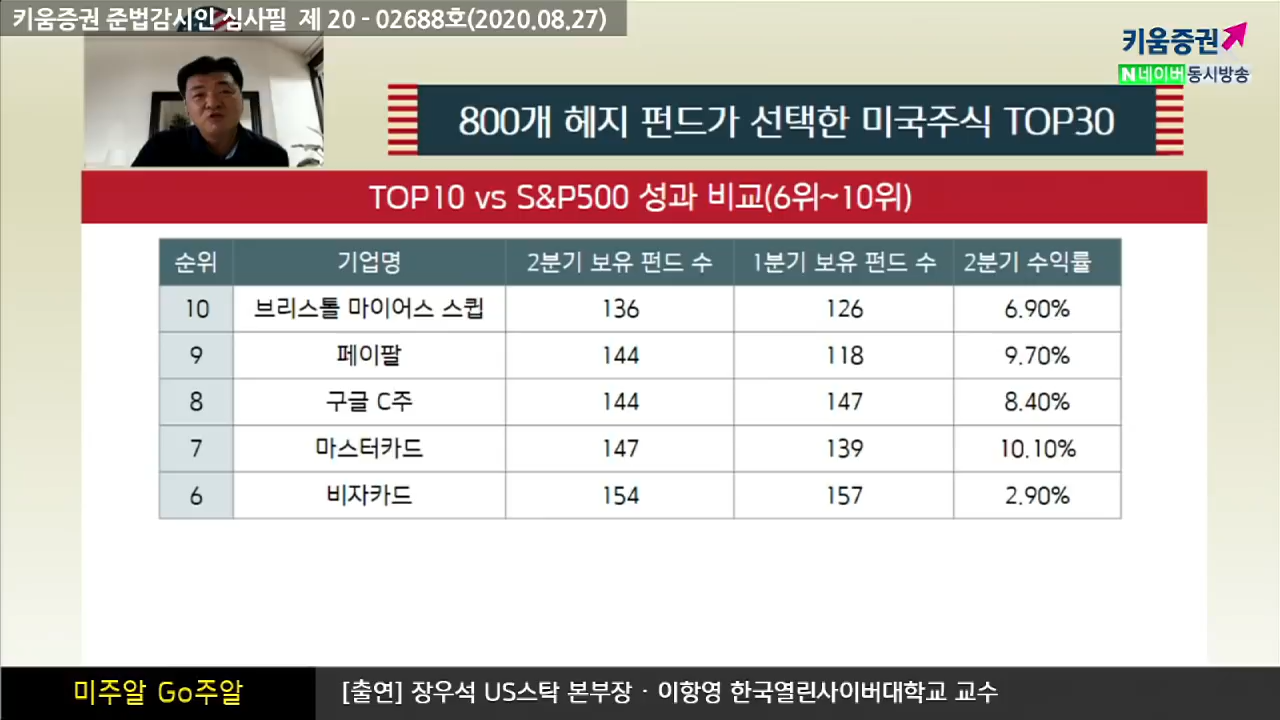 키움증권 준법감시인 심사필 제 20 - 02688호(2020.08.27)
키움증권
N네이버 동시방송
800개 헤지 펀드가 선택한 미국주식 TOP30
TOP10 vs S&P500 성과 비교(6위~10위)
순위 기업명 2분기 보유 펀드 수 1분기 보유 펀드 수 2분기 수익률
10 브리스톨 마이어스 스큅 136 126 6.90%
9 페이팔 144 118 9.70%
8 구글 C주 144 147 8.40%
7 마스터카드 147 139 10.10%
6 비자카드 154 157 2.90%
미주알 Go주알
[출연] 장우석 US스탁 본부장 · 이항영 한국열린사이버대학교 교수